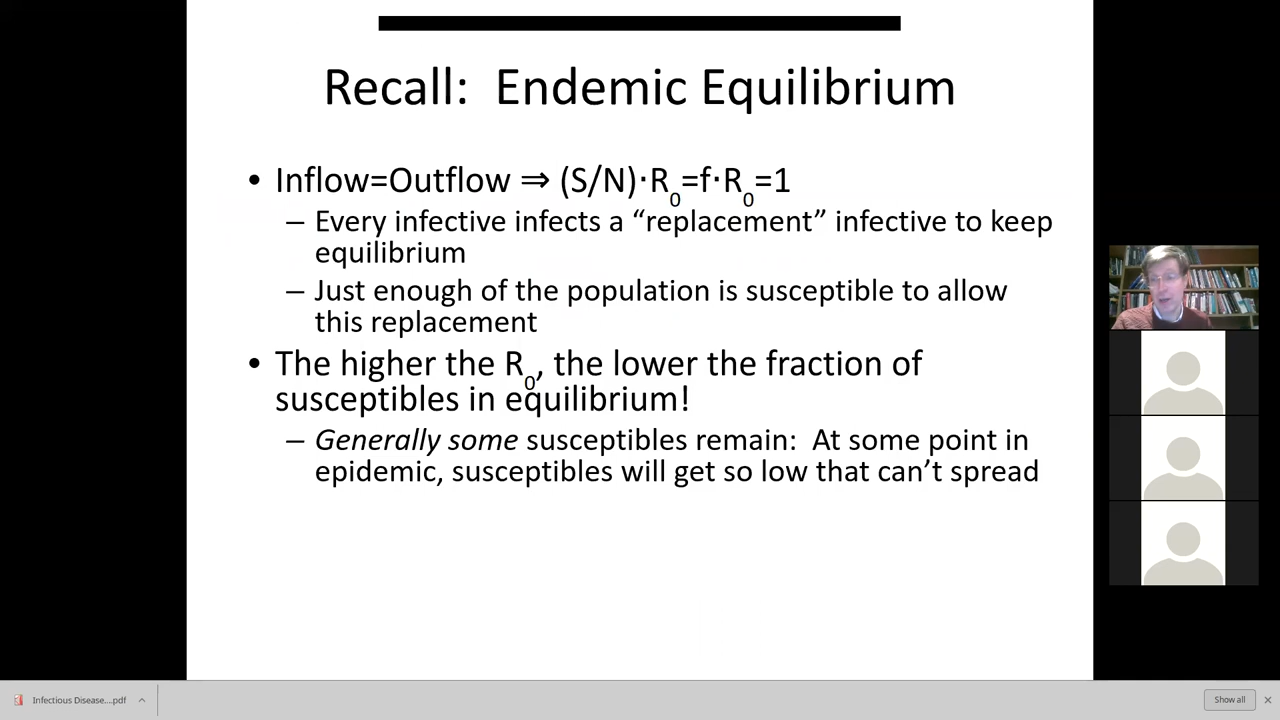 Recall: Endemic Equilibrium
• Inflow=Outflow ⇒ (S/N)·R₀=f·R₀=1
– Every infective infects a “replacement” infective to keep
equilibrium
– Just enough of the population is susceptible to allow
this replacement
• The higher the R₀, the lower the fraction of
susceptibles in equilibrium!
– Generally some susceptibles remain: At some point in
epidemic, susceptibles will get so low that can’t spread
Infectious Disease....pdf
Show all